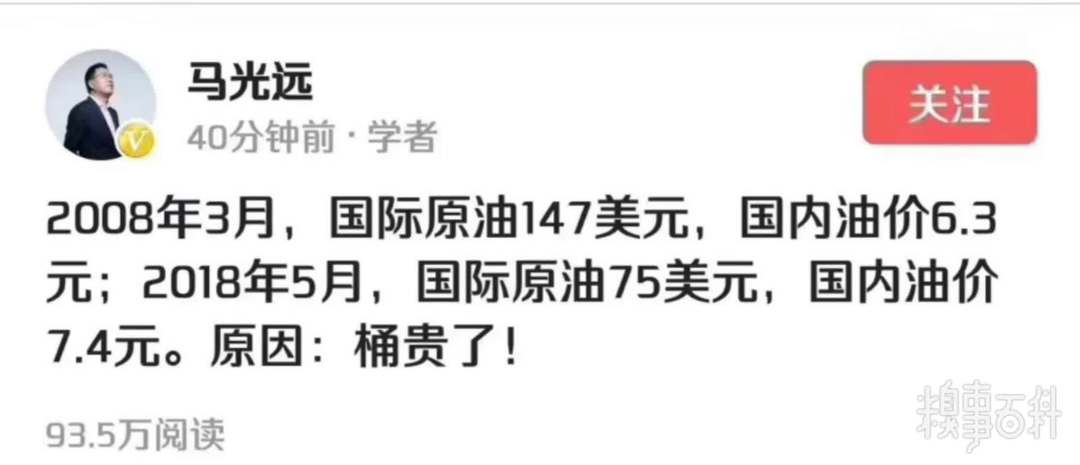 马光远
40分钟前·学者
关注
2008年3月，国际原油147美元，国内油价6.3
元；2018年5月，国际原油75美元，国内油价
7.4元。原因：桶贵了！
93.5万阅读
糗事百科